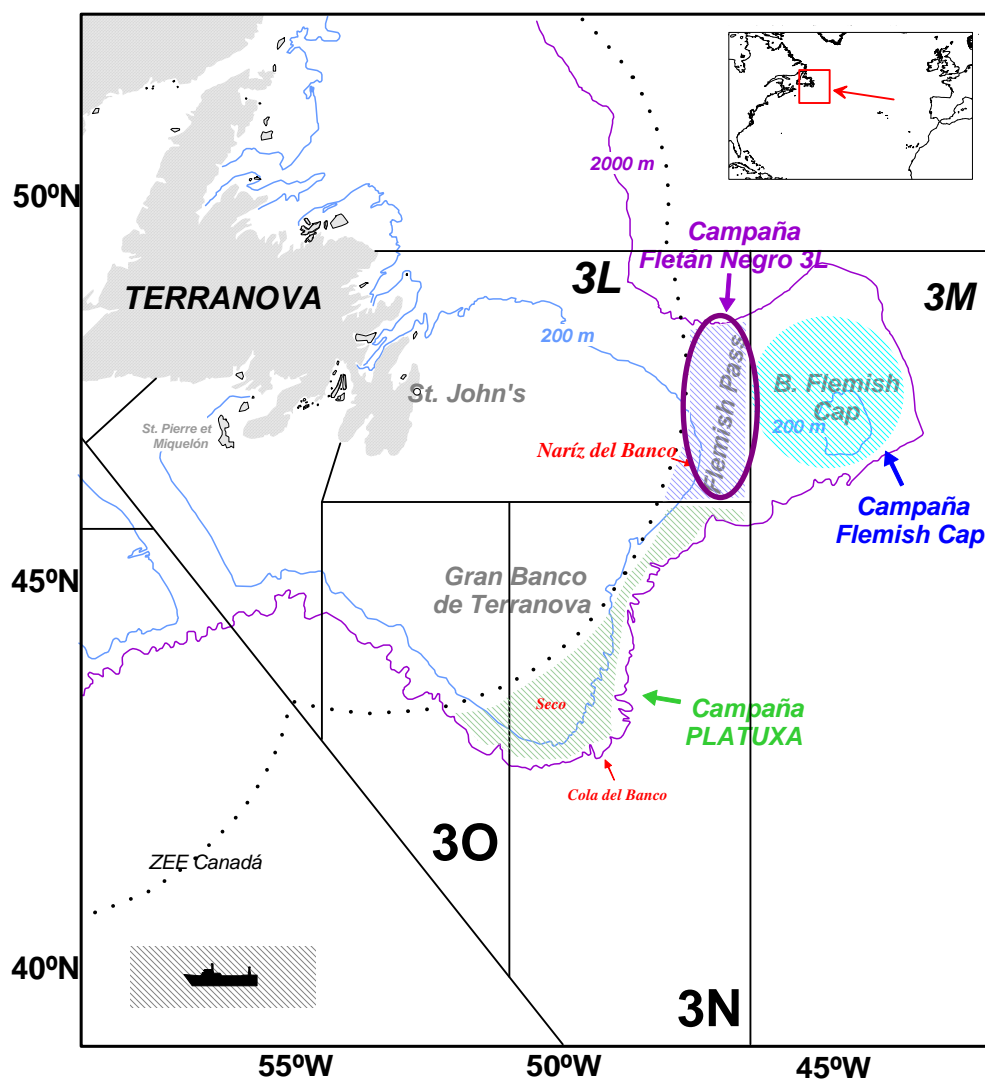 50ºN
2000 m
Campaña
Fletán Negro 3L
3L
3M
TERRANOVA
200 m
Flemish Pass
B. Flemish
Cap
200 m
St. John's
St. Pierre et
Miquelón
Naríz del Banco
Campaña
Flemish Cap
45ºN
Gran Banco
de Terranova
Seco
Campaña
PLATUXA
Cola del Banco
3O
ZEE Canadá
40ºN
3N
55ºW
50ºW
45ºW